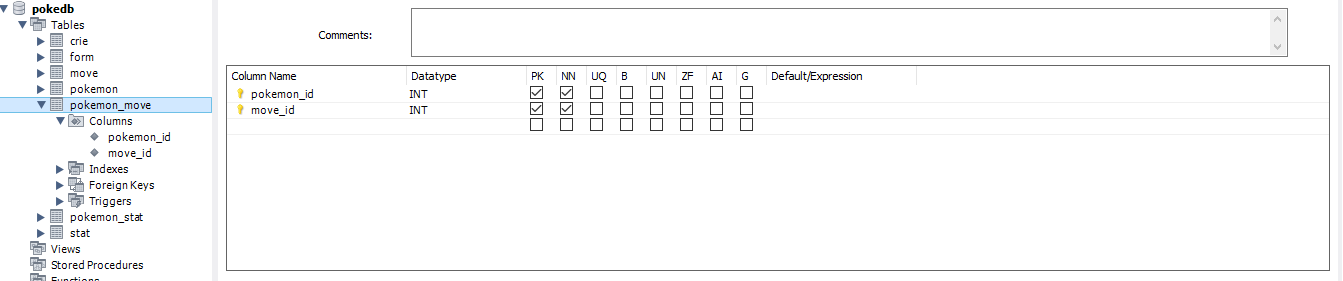 pokedb
Tables
crie
form
move
pokemon
pokemon_move
Columns
pokemon_id
move_id
Indexes
Foreign Keys
Triggers
pokemon_stat
stat
Views
Stored Procedures
Functions
Comments:
Column Name Datatype PK NN UQ B UN ZF AI G Default/Expression
pokemon_id INT
move_id INT